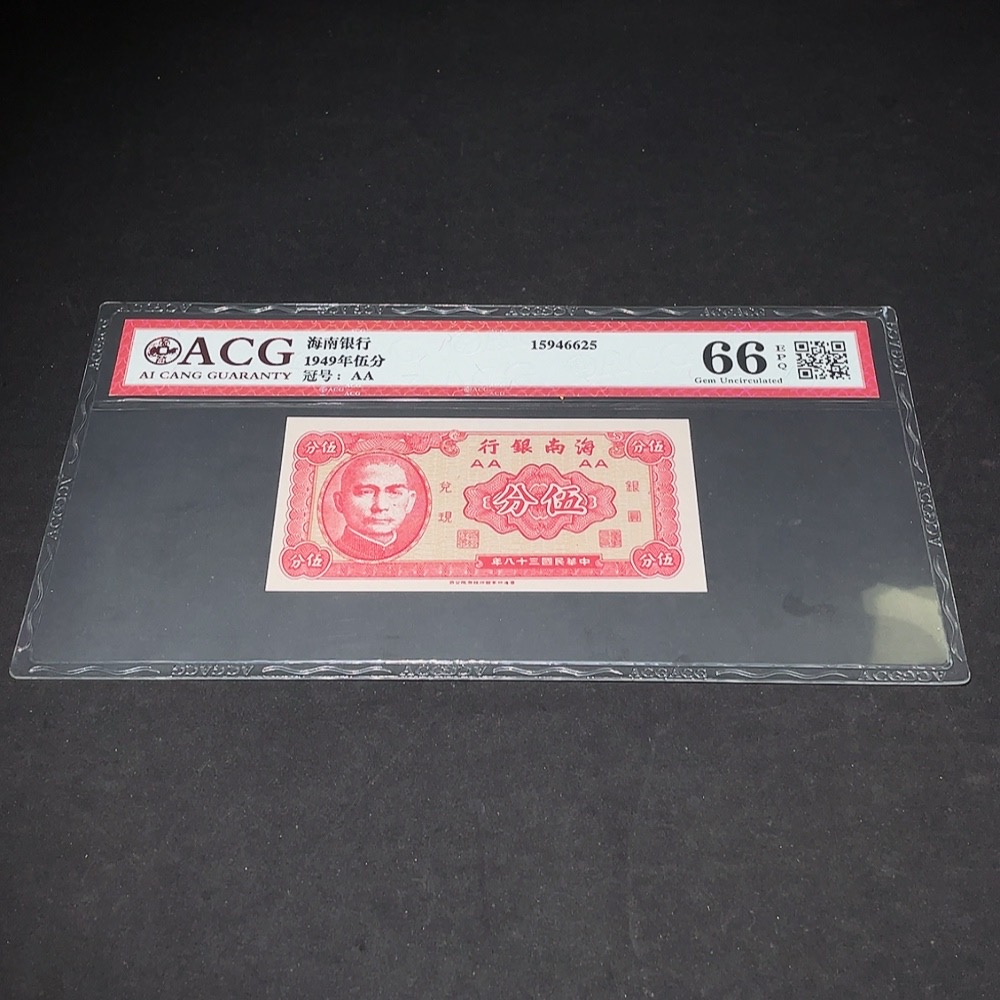 ACG
AI CANG GUARANTY
海南银行
1949年伍分
冠号: AA
15946625
66
EPQ
Gem Uncirculated
行銀南海
分伍
分伍
AA
AA
兌現
分伍
銀圓
分伍
分伍
年八十三國民華中
ACGACG